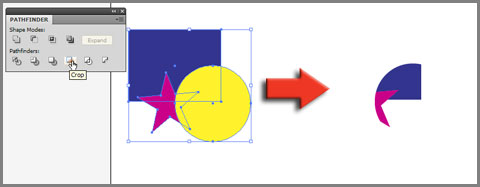 PATHFINDER
Shape Modes:
Expand
Pathfinders:
Crop